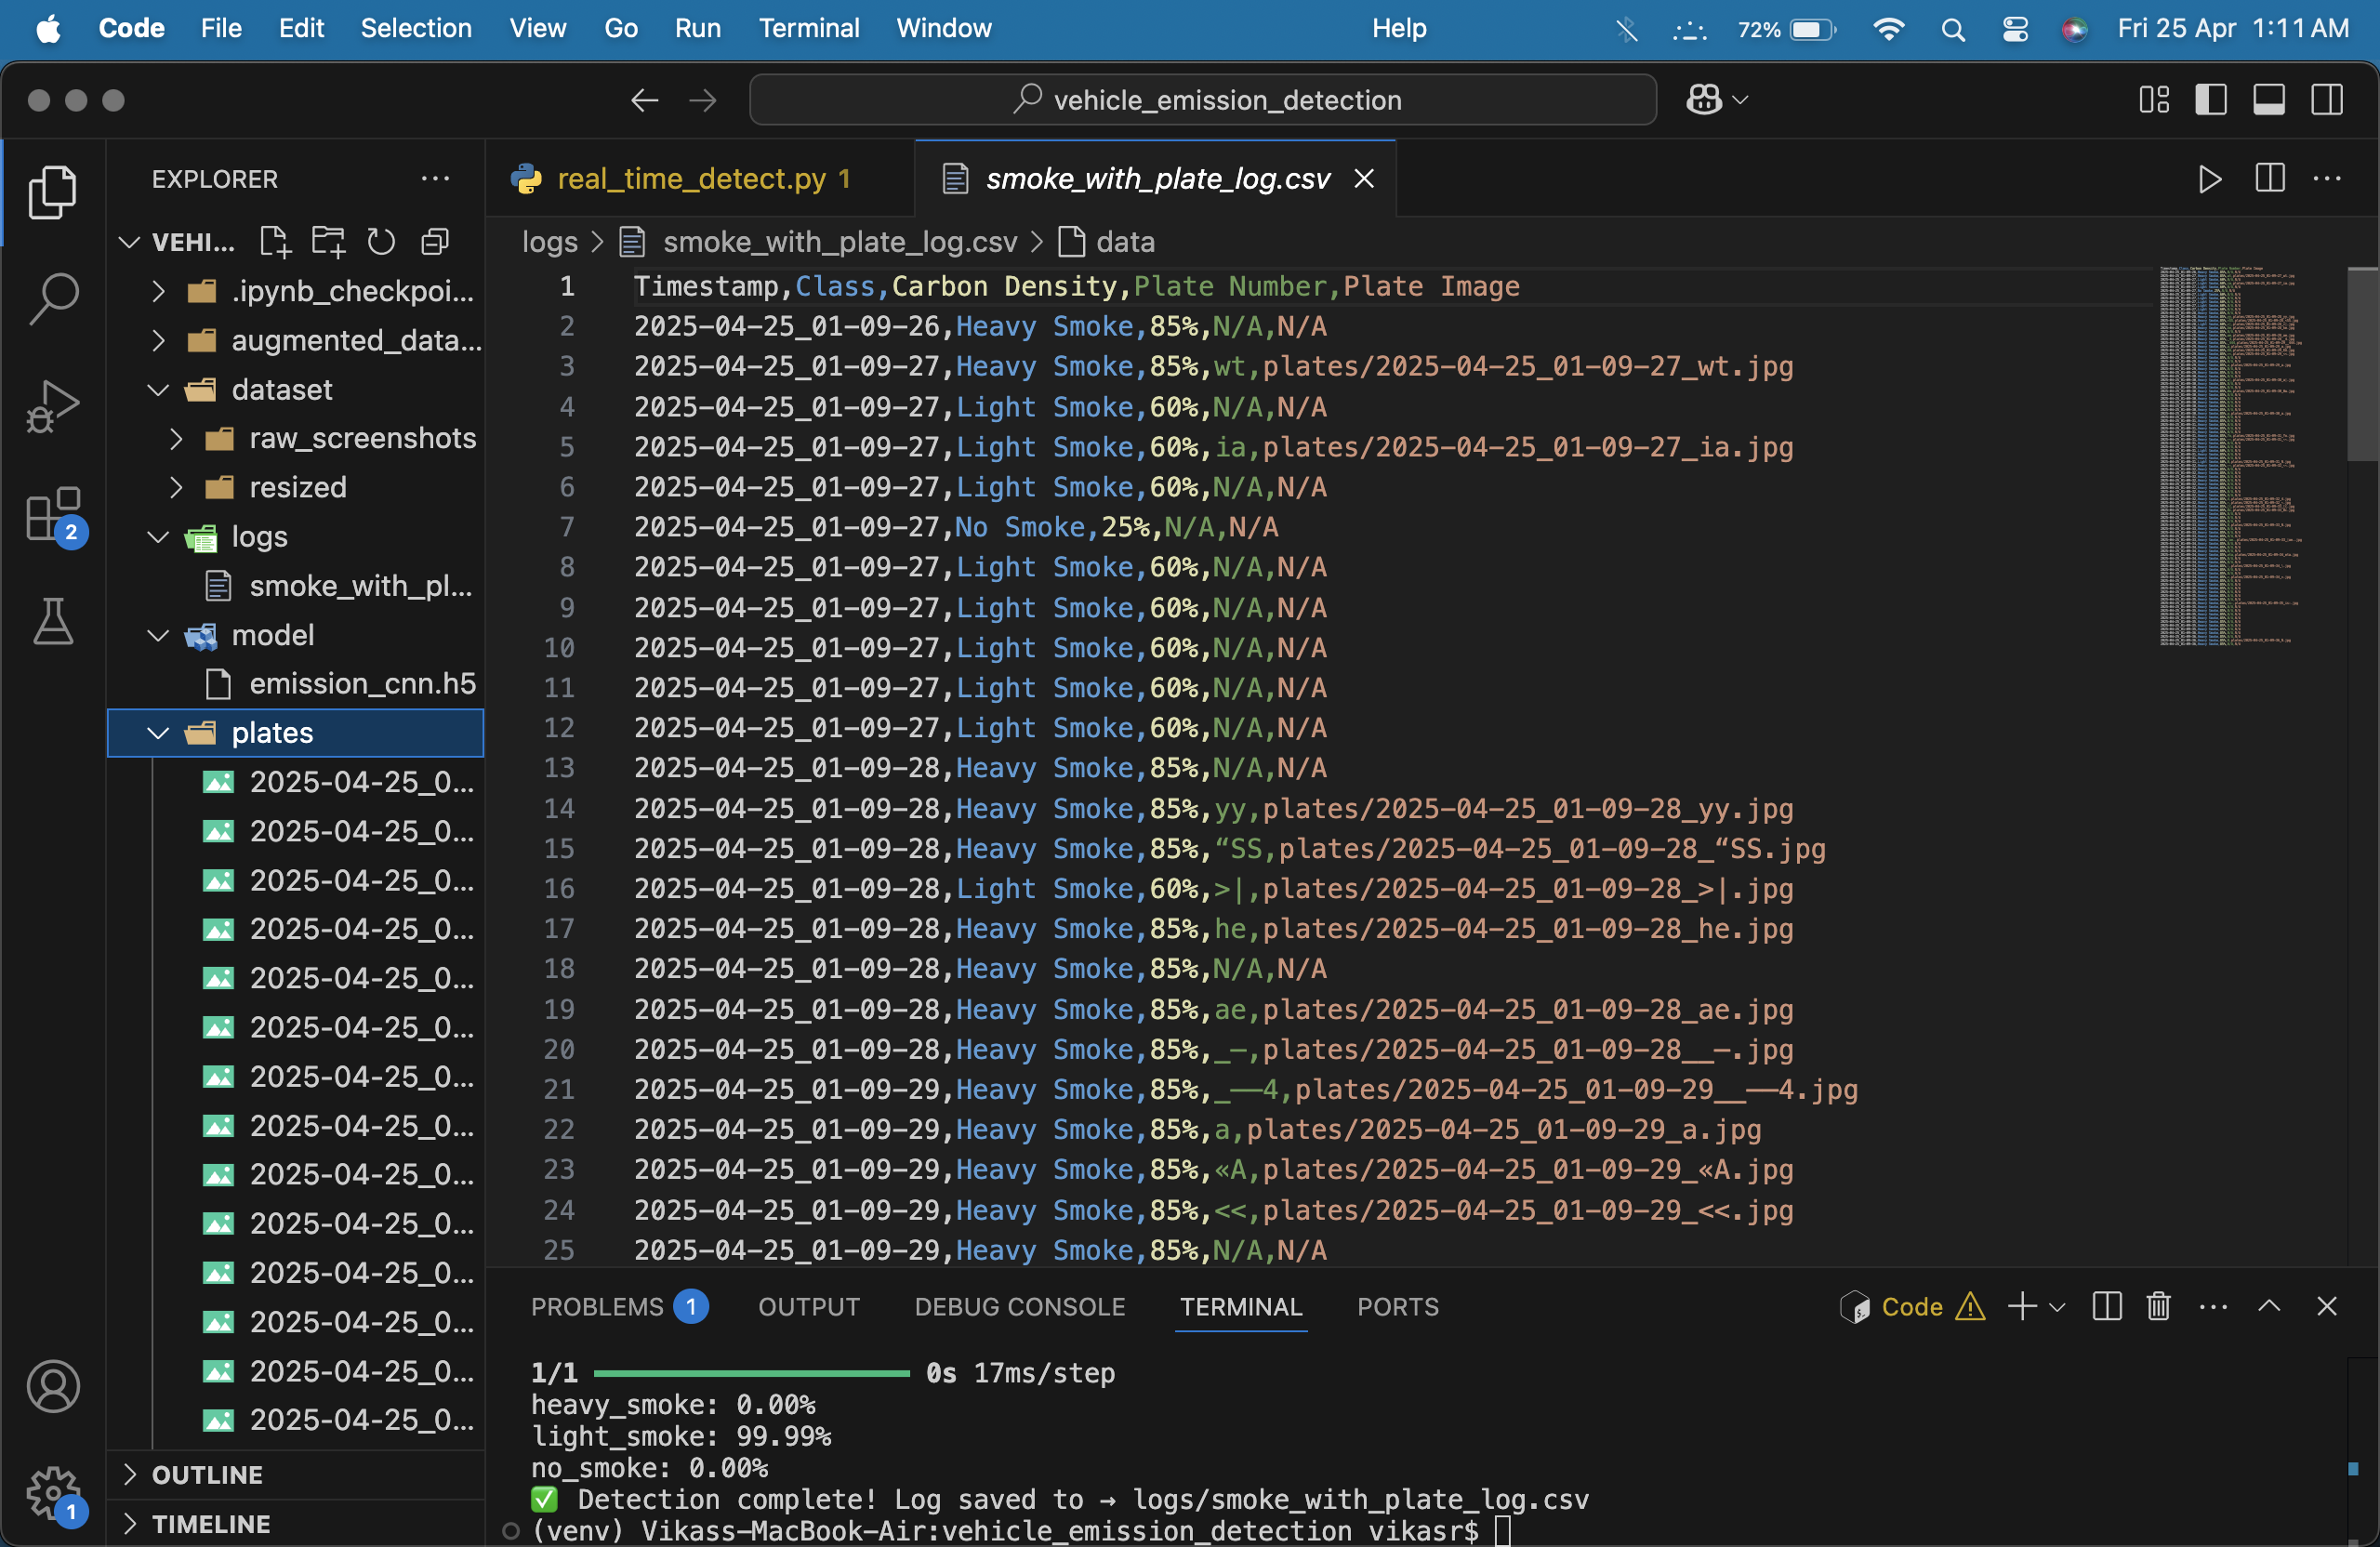 Code File Edit Selection View Go Run Terminal Window Help 72% Fri 25 Apr 1:11 AM
vehicle_emission_detection
EXPLORER
VEHI...
.ipynb_checkpoi...
augmented_data...
dataset
raw_screenshots
resized
logs
smoke_with_pl...
model
emission_cnn.h5
plates
2025-04-25_0...
2025-04-25_0...
2025-04-25_0...
2025-04-25_0...
2025-04-25_0...
2025-04-25_0...
2025-04-25_0...
2025-04-25_0...
2025-04-25_0...
2025-04-25_0...
2025-04-25_0...
2025-04-25_0...
2025-04-25_0...
2025-04-25_0...
OUTLINE
TIMELINE
2
1
real_time_detect.py 1
smoke_with_plate_log.csv
logs > smoke_with_plate_log.csv > data
1 Timestamp,Class,Carbon Density,Plate Number,Plate Image
2 2025-04-25_01-09-26,Heavy Smoke,85%,N/A,N/A
3 2025-04-25_01-09-27,Heavy Smoke,85%,wt,plates/2025-04-25_01-09-27_wt.jpg
4 2025-04-25_01-09-27,Light Smoke,60%,N/A,N/A
5 2025-04-25_01-09-27,Light Smoke,60%,ia,plates/2025-04-25_01-09-27_ia.jpg
6 2025-04-25_01-09-27,Light Smoke,60%,N/A,N/A
7 2025-04-25_01-09-27,No Smoke,25%,N/A,N/A
8 2025-04-25_01-09-27,Light Smoke,60%,N/A,N/A
9 2025-04-25_01-09-27,Light Smoke,60%,N/A,N/A
10 2025-04-25_01-09-27,Light Smoke,60%,N/A,N/A
11 2025-04-25_01-09-27,Light Smoke,60%,N/A,N/A
12 2025-04-25_01-09-27,Light Smoke,60%,N/A,N/A
13 2025-04-25_01-09-28,Heavy Smoke,85%,N/A,N/A
14 2025-04-25_01-09-28,Heavy Smoke,85%,yy,plates/2025-04-25_01-09-28_yy.jpg
15 2025-04-25_01-09-28,Heavy Smoke,85%,“SS,plates/2025-04-25_01-09-28_“SS.jpg
16 2025-04-25_01-09-28,Light Smoke,60%,>|,plates/2025-04-25_01-09-28_>|.jpg
17 2025-04-25_01-09-28,Heavy Smoke,85%,he,plates/2025-04-25_01-09-28_he.jpg
18 2025-04-25_01-09-28,Heavy Smoke,85%,N/A,N/A
19 2025-04-25_01-09-28,Heavy Smoke,85%,ae,plates/2025-04-25_01-09-28_ae.jpg
20 2025-04-25_01-09-28,Heavy Smoke,85%,_—,plates/2025-04-25_01-09-28__—.jpg
21 2025-04-25_01-09-29,Heavy Smoke,85%,_——4,plates/2025-04-25_01-09-29__——4.jpg
22 2025-04-25_01-09-29,Heavy Smoke,85%,a,plates/2025-04-25_01-09-29_a.jpg
23 2025-04-25_01-09-29,Heavy Smoke,85%,«A,plates/2025-04-25_01-09-29_«A.jpg
24 2025-04-25_01-09-29,Heavy Smoke,85%,<<,plates/2025-04-25_01-09-29_<<.jpg
25 2025-04-25_01-09-29,Heavy Smoke,85%,N/A,N/A
PROBLEMS 1 OUTPUT DEBUG CONSOLE TERMINAL PORTS Code
1/1 0s 17ms/step
heavy_smoke: 0.00%
light_smoke: 99.99%
no_smoke: 0.00%
✅ Detection complete! Log saved to → logs/smoke_with_plate_log.csv
(venv) Vikass-MacBook-Air:vehicle_emission_detection vikasr$